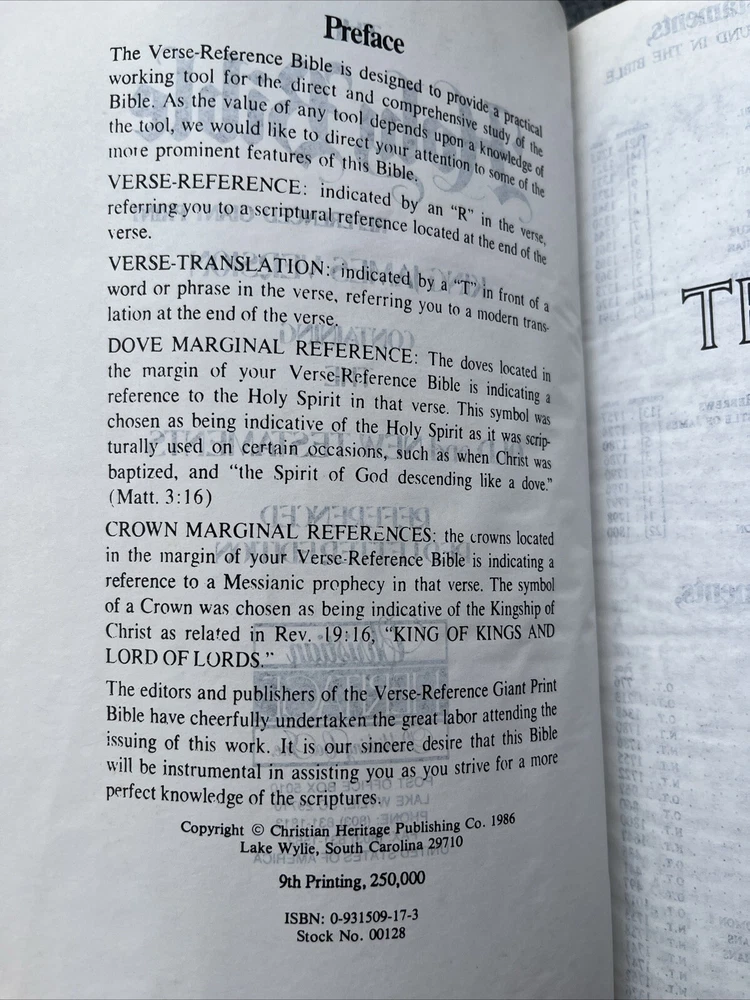 Preface
The Verse-Reference Bible is designed to provide a practical
working tool for the direct and comprehensive study of the
Bible. As the value of any tool depends upon a knowledge of
the tool, we would like to direct your attention to some of the
more prominent features of this Bible.
VERSE-REFERENCE: indicated by an “R” in the verse,
referring you to a scriptural reference located at the end of the
verse.
VERSE-TRANSLATION: indicated by a “T” in front of a
word or phrase in the verse, referring you to a modern trans-
lation at the end of the verse.
DOVE MARGINAL REFERENCE: The doves located in
the margin of your Verse-Reference Bible is indicating a
reference to the Holy Spirit in that verse. This symbol was
chosen as being indicative of the Holy Spirit as it was scrip-
turally used on certain occasions, such as when Christ was
baptized, and “the Spirit of God descending like a dove.”
(Matt. 3:16)
CROWN MARGINAL REFERENCES: the crowns located
in the margin of your Verse-Reference Bible is indicating a
reference to a Messianic prophecy in that verse. The symbol
of a Crown was chosen as being indicative of the Kingship of
Christ as related in Rev. 19:16, “KING OF KINGS AND
LORD OF LORDS.”
The editors and publishers of the Verse-Reference Giant Print
Bible have cheerfully undertaken the great labor attending the
issuing of this work. It is our sincere desire that this Bible
will be instrumental in assisting you as you strive for a more
perfect knowledge of the scriptures.
Copyright © Christian Heritage Publishing Co. 1986
Lake Wylie, South Carolina 29710
9th Printing, 250,000
ISBN: 0-931509-17-3
Stock No. 00128